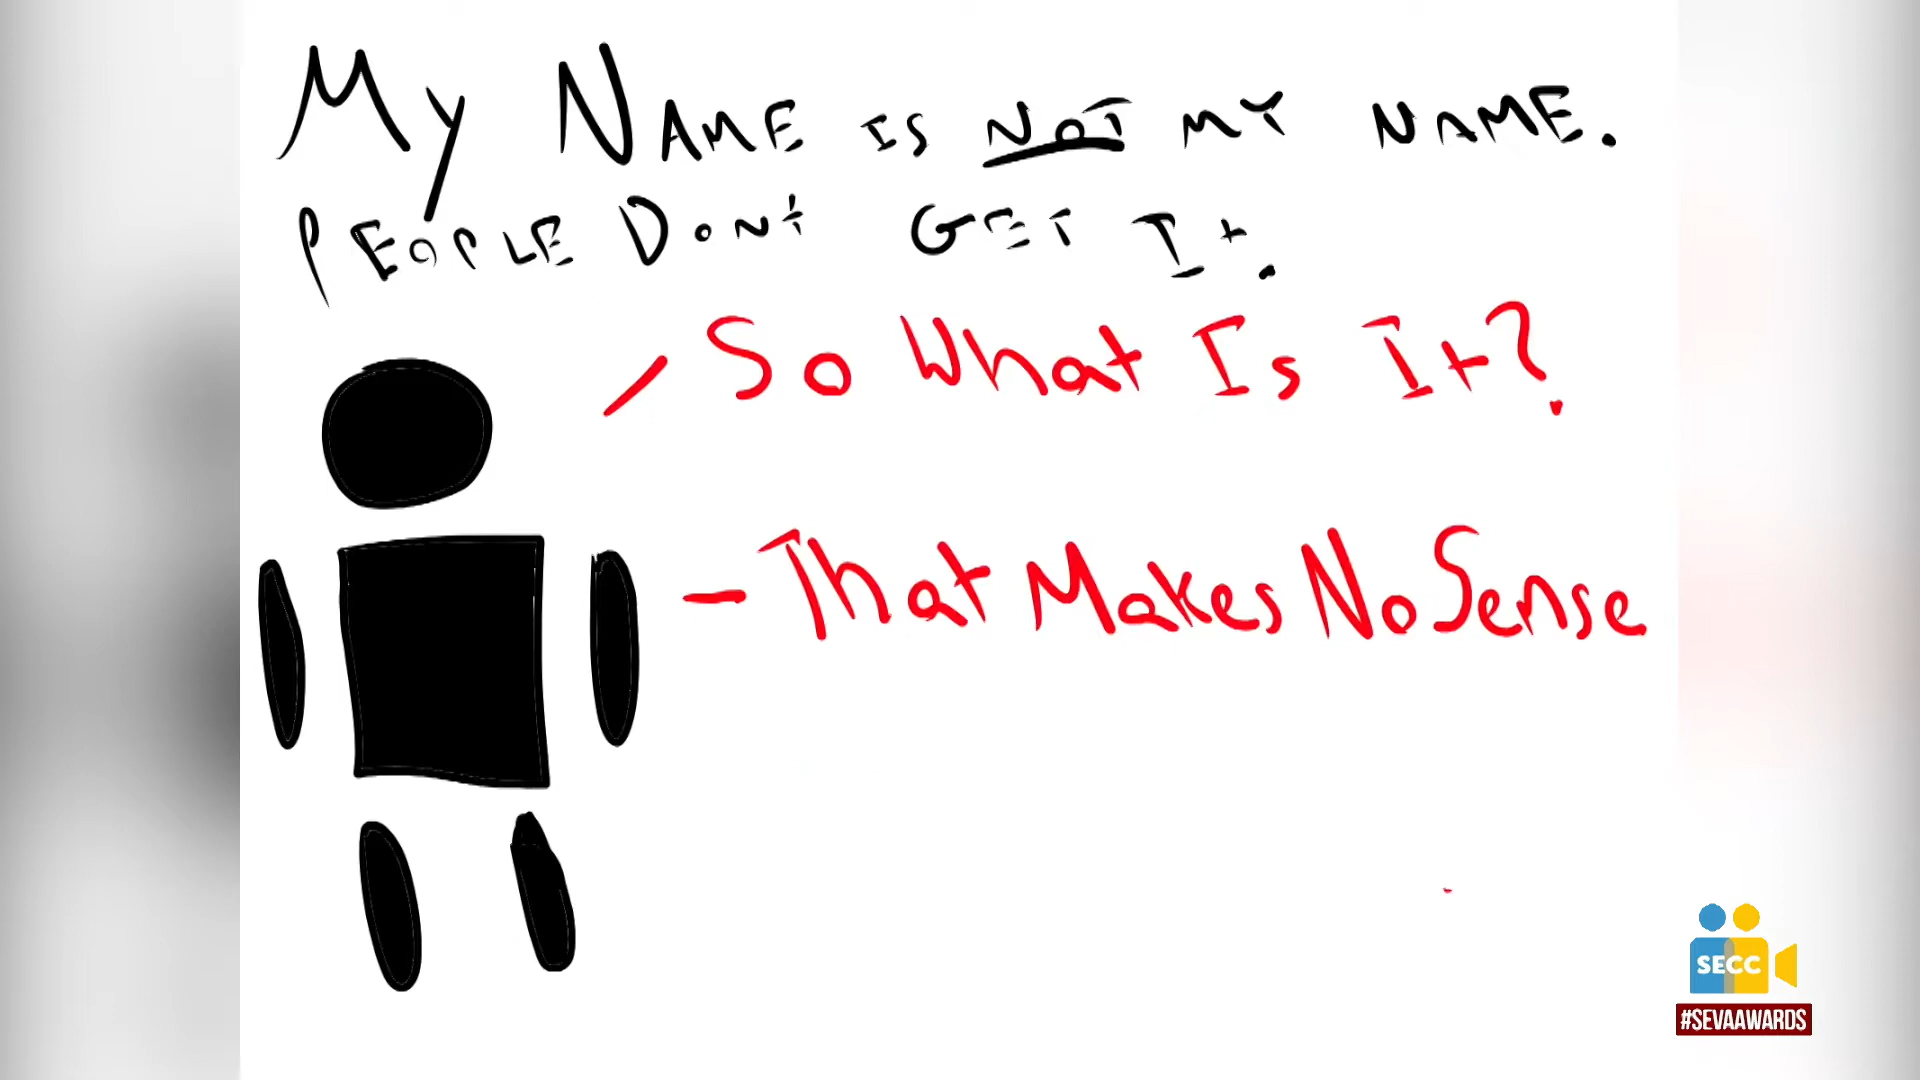 My NAME IS NOT MY NAME.
PEOPLE DONt GET It.
So What Is It?
- That Makes No Sense
SECC
#SEVAAWARDS